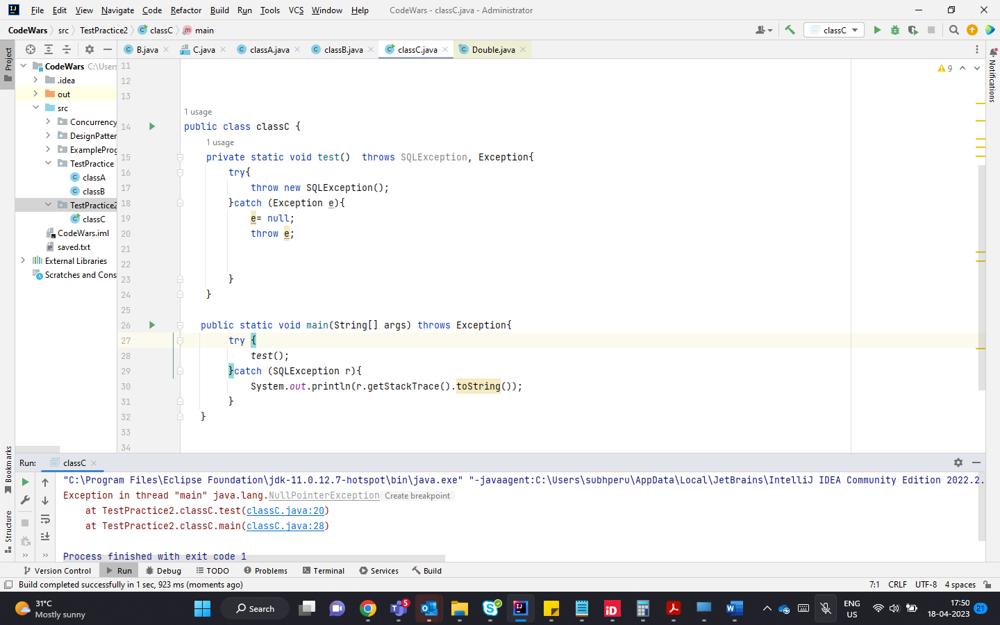 File Edit View Navigate Code Refactor Build Run Tools VCS Window Help CodeWars - classC.java - Administrator
CodeWars src TestPractice2 classC main classC
Project
B.java C.java classA.java classB.java classC.java Double.java
Notifications
CodeWars C:\Users
.idea
out
src
Concurrency
DesignPatter
ExampleProg
TestPractice
classA
classB
TestPractice2
classC
CodeWars.iml
saved.txt
External Libraries
Scratches and Cons
9
11
12
13
1 usage
14 public class classC {
1 usage
15 private static void test()  throws SQLException, Exception{
16 try{
17 throw new SQLException();
18 }catch (Exception e){
19 e= null;
20 throw e;
21
22
23 }
24 }
25
26 public static void main(String[] args) throws Exception{
27 try {
28 test();
29 }catch (SQLException r){
30 System.out.println(r.getStackTrace().toString());
31 }
32 }
33
34
Bookmarks
Structure
Run: classC
"C:\Program Files\Eclipse Foundation\jdk-11.0.12.7-hotspot\bin\java.exe" "-javaagent:C:\Users\subhperu\AppData\Local\JetBrains\IntelliJ IDEA Community Edition 2022.2.
Exception in thread "main" java.lang.NullPointerException Create breakpoint
at TestPractice2.classC.test(classC.java:20)
at TestPractice2.classC.main(classC.java:28)
Process finished with exit code 1
Version Control Run Debug TODO Problems Terminal Services Build
Build completed successfully in 1 sec, 923 ms (moments ago) 7:1 CRLF UTF-8 4 spaces
31°C
Mostly sunny
Search
5
iD
ENG
US
17:50
18-04-2023
21